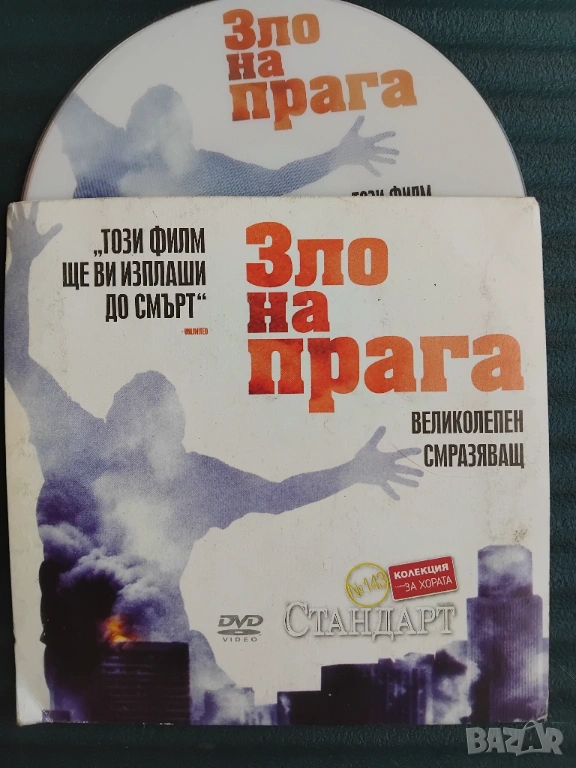 Зло
на
прага
ТОЗИ ФИЛМ
„ТОЗИ ФИЛМ
ЩЕ ВИ ИЗПЛАШИ
ДО СМЪРТ“
Зло
на
прага
ВЕЛИКОЛЕПЕН
СМРАЗЯВАЩ
№143
КОЛЕКЦИЯ
ЗА ХОРАТА
СТАНДАРТ
DVD
VIDEO
BAZAR